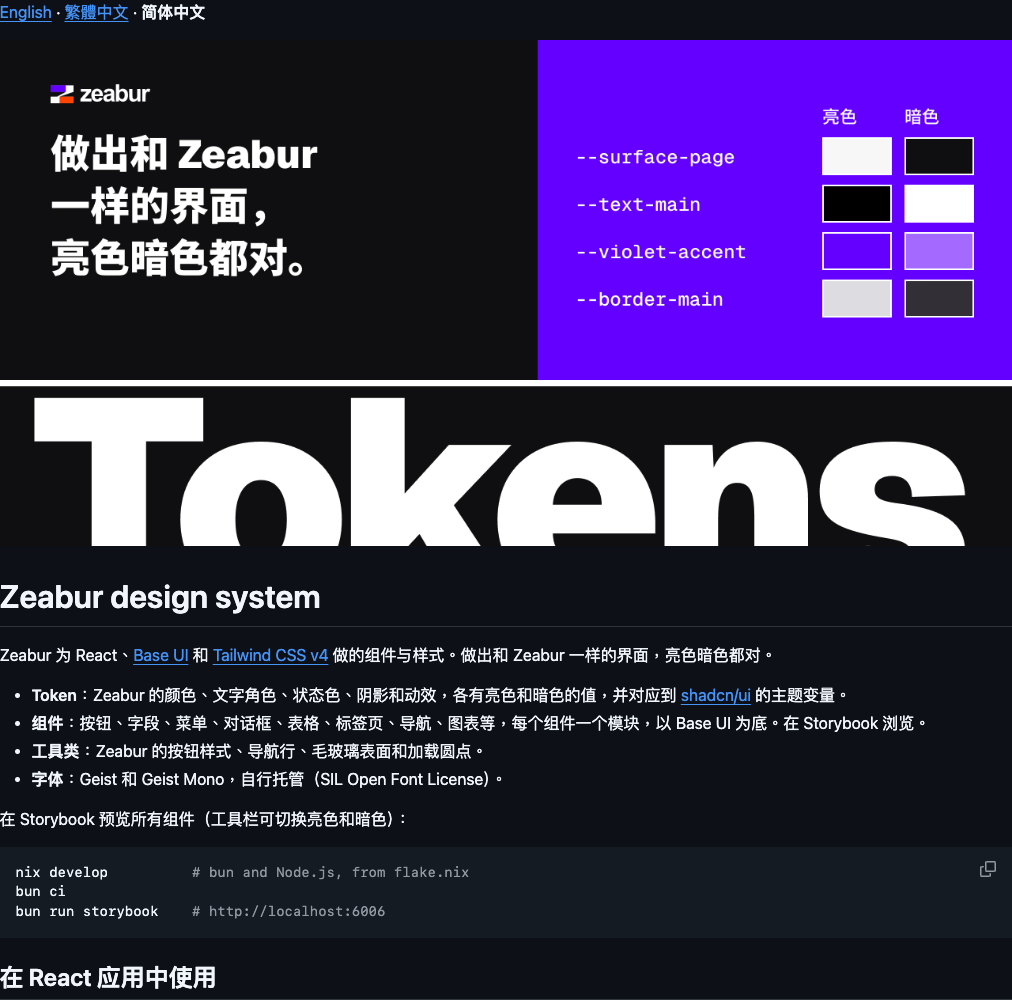 English · 繁體中文 · 简体中文
zeabur
做出和 Zeabur
一样的界面，
亮色暗色都对。
亮色 暗色
--surface-page
--text-main
--violet-accent
--border-main
Tokens
Zeabur design system
Zeabur 为 React、Base UI 和 Tailwind CSS v4 做的组件与样式。做出和 Zeabur 一样的界面，亮色暗色都对。
• Token：Zeabur 的颜色、文字角色、状态色、阴影和动效，各有亮色和暗色的值，并对应到 shadcn/ui 的主题变量。
• 组件：按钮、字段、菜单、对话框、表格、标签页、导航、图表等，每个组件一个模块，以 Base UI 为底。在 Storybook 浏览。
• 工具类：Zeabur 的按钮样式、导航行、毛玻璃表面和加载圆点。
• 字体：Geist 和 Geist Mono，自行托管（SIL Open Font License）。
在 Storybook 预览所有组件（工具栏可切换亮色和暗色）：
nix develop # bun and Node.js, from flake.nix
bun ci
bun run storybook # http://localhost:6006
在 React 应用中使用